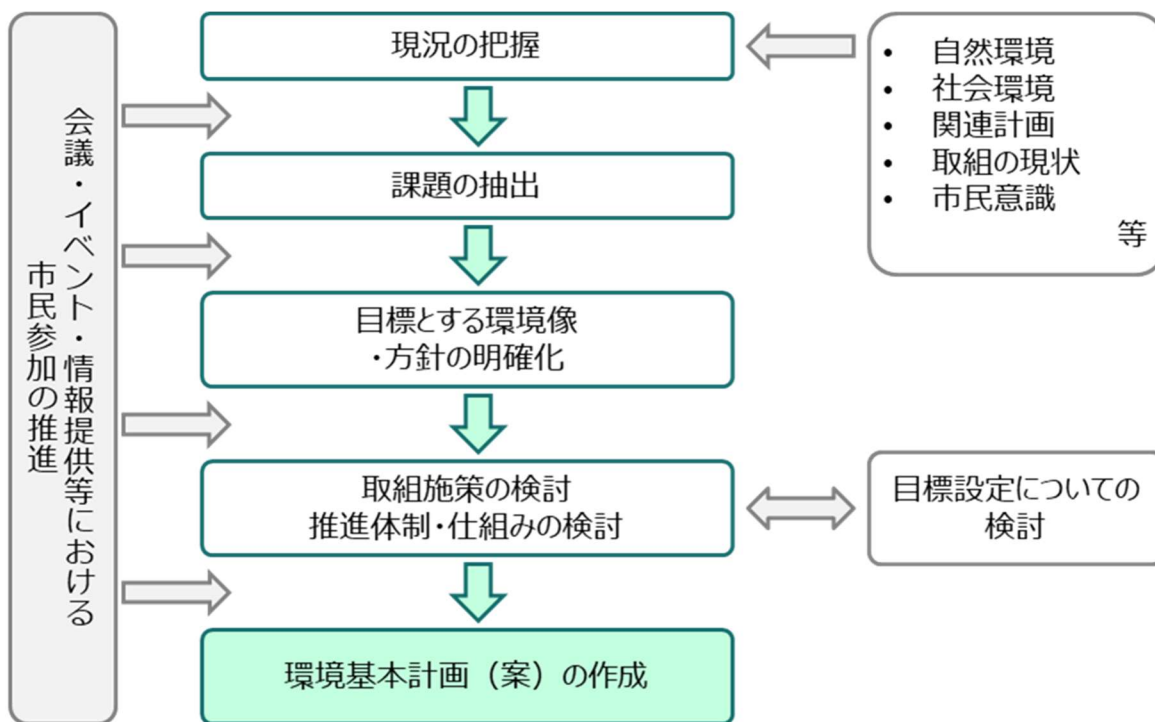 会議・イベント・情報提供等における
市民参加の推進
現況の把握
• 自然環境
• 社会環境
• 関連計画
• 取組の現状
• 市民意識
等
課題の抽出
目標とする環境像
・方針の明確化
取組施策の検討
推進体制・仕組みの検討
目標設定についての
検討
環境基本計画（案）の作成